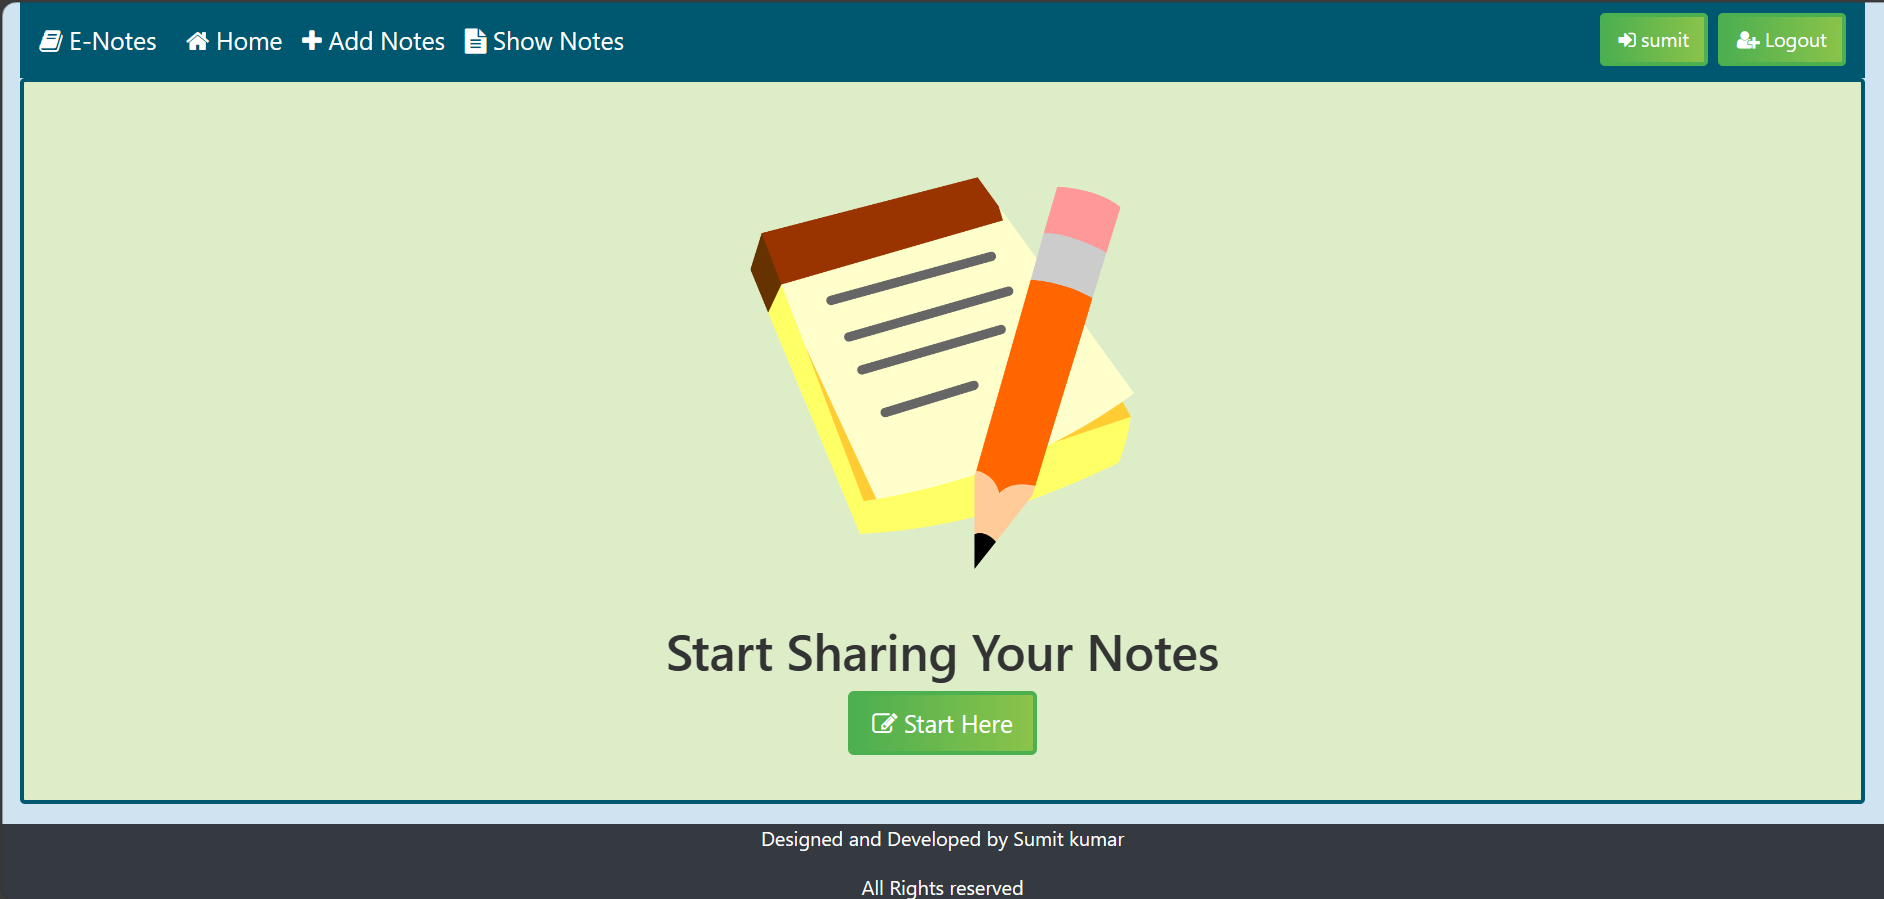 E-Notes Home Add Notes Show Notes sumit Logout
Start Sharing Your Notes
Start Here
Designed and Developed by Sumit kumar
All Rights reserved